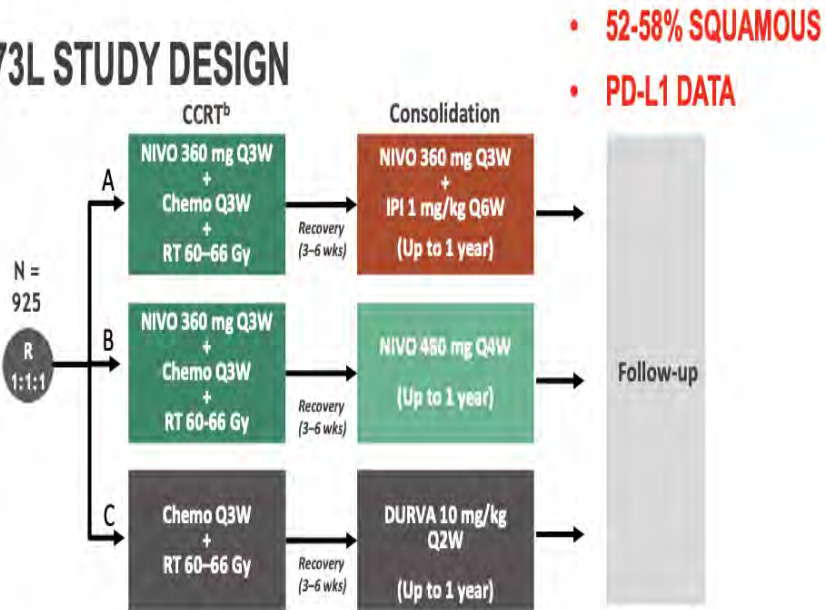 73L STUDY DESIGN
• 52-58% SQUAMOUS
• PD-L1 DATA
CCRTᵇ
Consolidation
N =
925
R
1:1:1
A
NIVO 360 mg Q3W
+
Chemo Q3W
+
RT 60–66 Gy
Recovery
(3–6 wks)
NIVO 360 mg Q3W
+
IPI 1 mg/kg Q6W
(Up to 1 year)
B
NIVO 360 mg Q3W
+
Chemo Q3W
+
RT 60-66 Gy
Recovery
(3–6 wks)
NIVO 480 mg Q4W
(Up to 1 year)
C
Chemo Q3W
+
RT 60–66 Gy
Recovery
(3–6 wks)
DURVA 10 mg/kg
Q2W
(Up to 1 year)
Follow-up